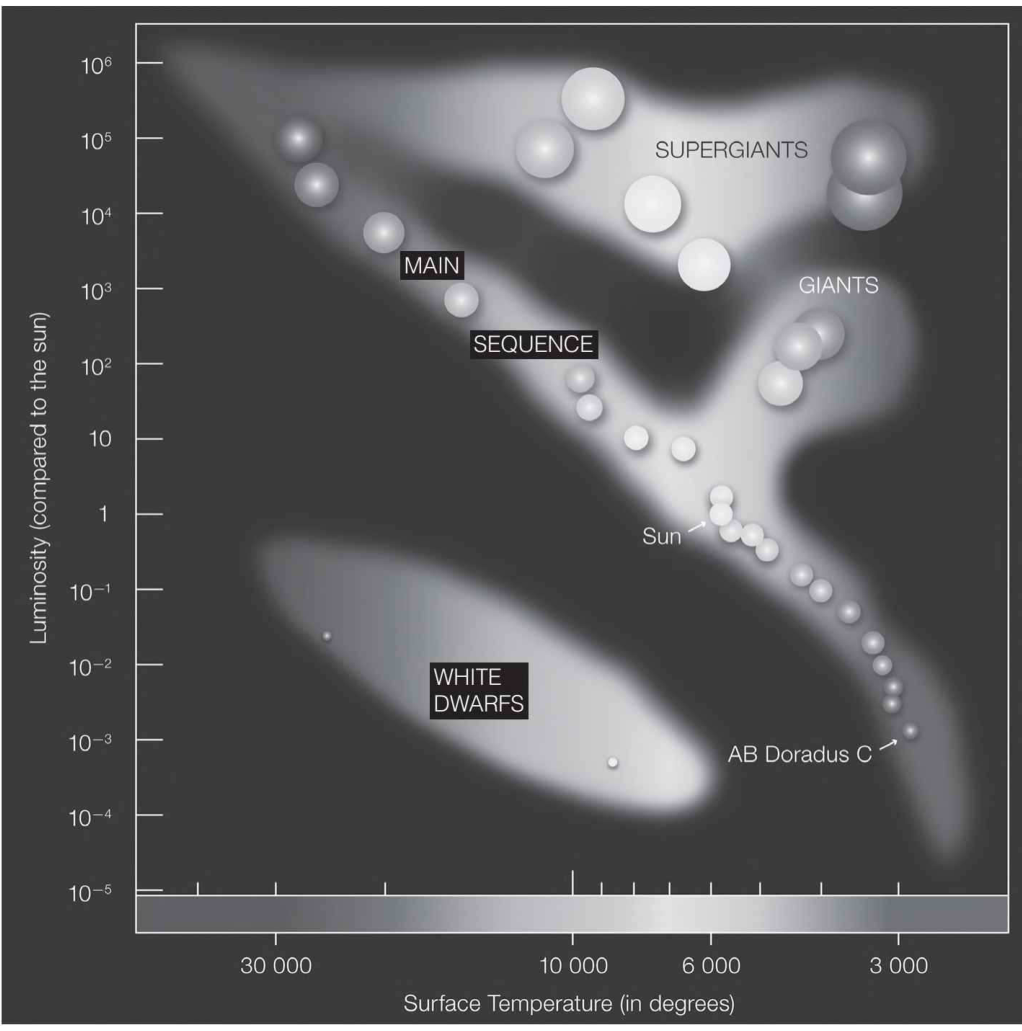 10⁶
10⁵
SUPERGIANTS
10⁴
MAIN
10³
GIANTS
SEQUENCE
10²
10
1
Sun
10⁻¹
10⁻²
WHITE
DWARFS
10⁻³
AB Doradus C
10⁻⁴
10⁻⁵
Luminosity (compared to the sun)
30 000 10 000 6 000 3 000
Surface Temperature (in degrees)